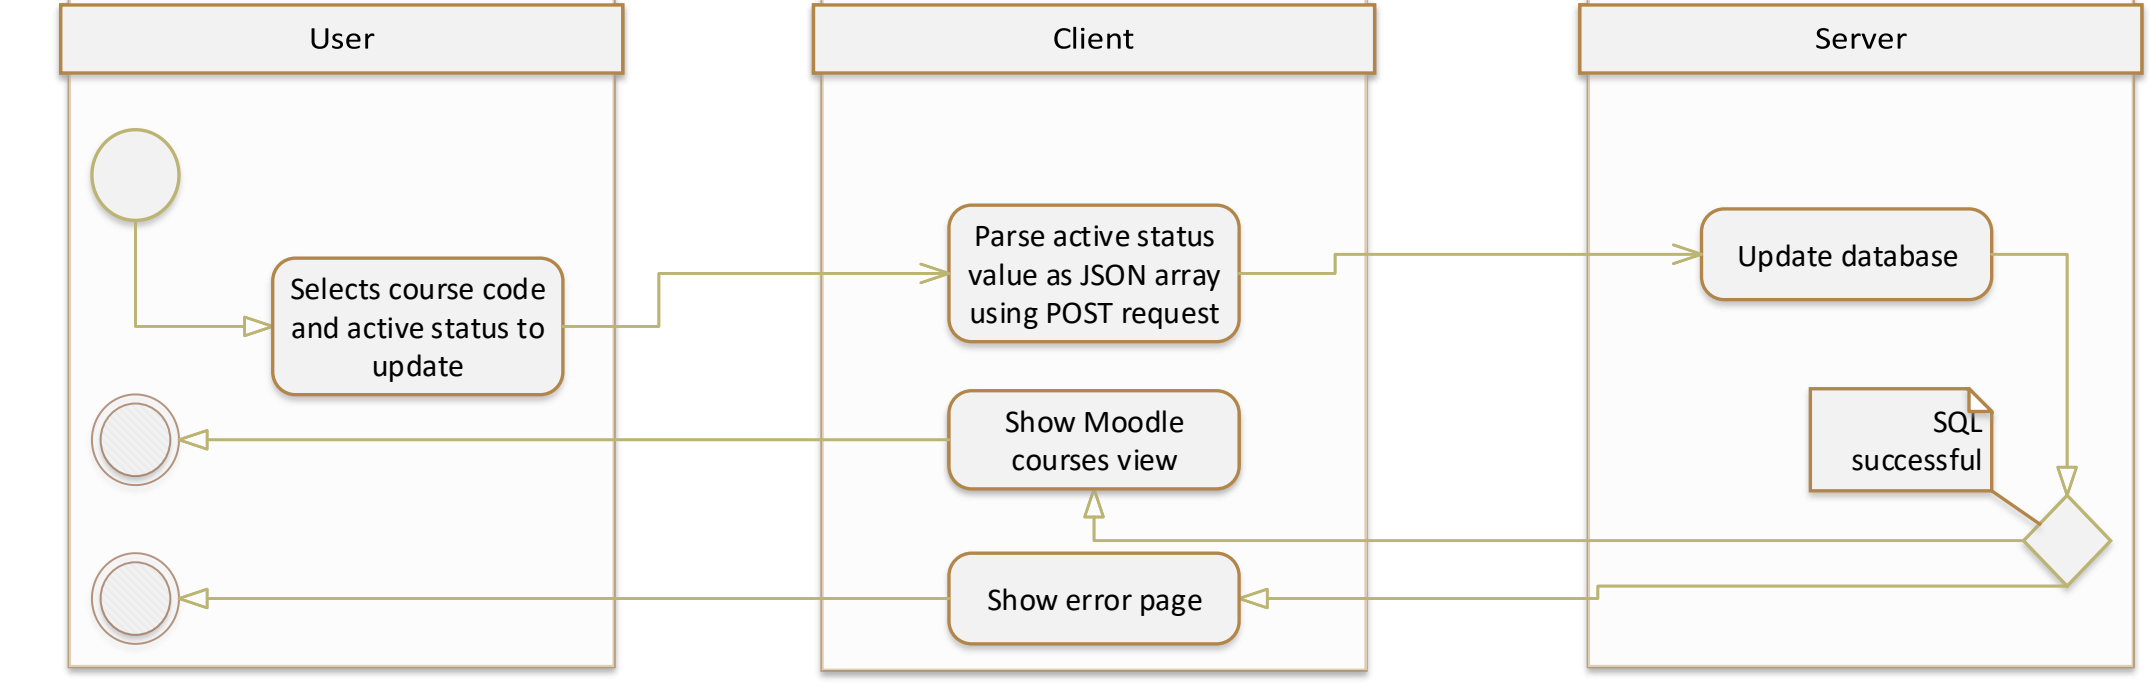 User
Client
Server
Selects course code
and active status to
update
Parse active status
value as JSON array
using POST request
Update database
Show Moodle
courses view
SQL
successful
Show error page